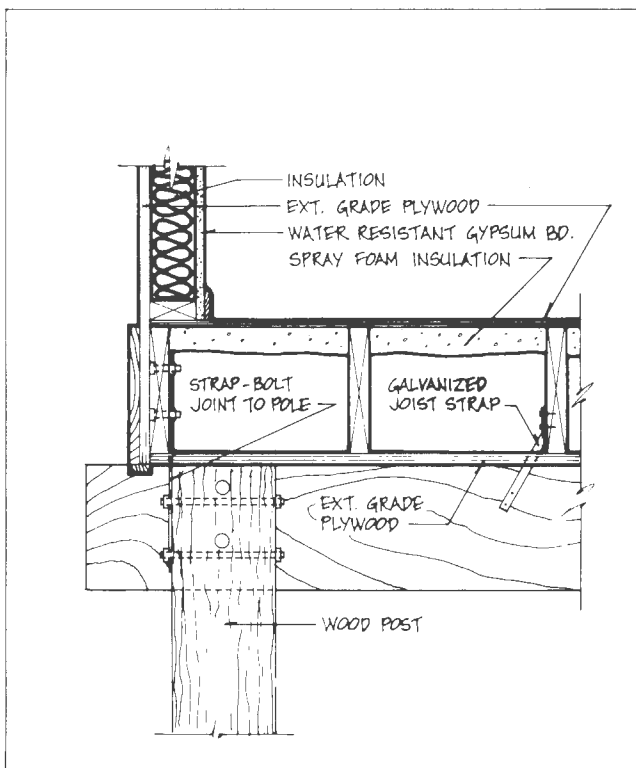 INSULATION
EXT. GRADE PLYWOOD
WATER RESISTANT GYPSUM BD.
SPRAY FOAM INSULATION
STRAP-BOLT
JOINT TO POLE
GALVANIZED
JOIST STRAP
EXT. GRADE
PLYWOOD
WOOD POST